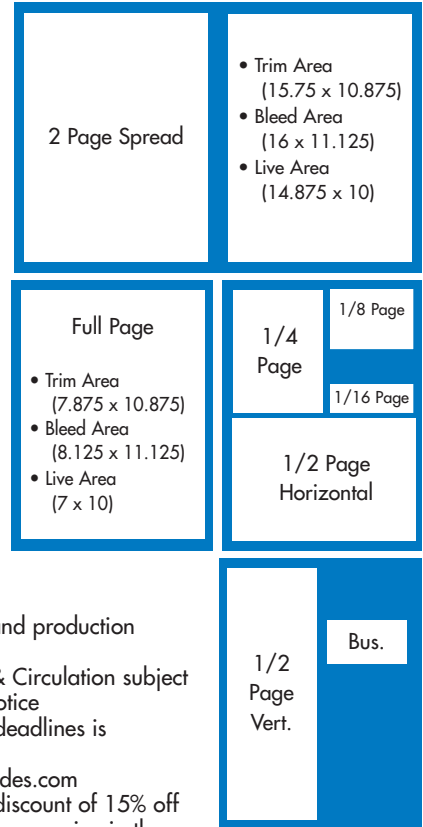 2 Page Spread
• Trim Area
(15.75 x 10.875)
• Bleed Area
(16 x 11.125)
• Live Area
(14.875 x 10)
Full Page
• Trim Area
(7.875 x 10.875)
• Bleed Area
(8.125 x 11.125)
• Live Area
(7 x 10)
1/4
Page
1/8 Page
1/16 Page
1/2 Page
Horizontal
1/2
Page
Vert.
Bus.
nd production
& Circulation subject
otice
deadlines is
des.com
discount of 15% off